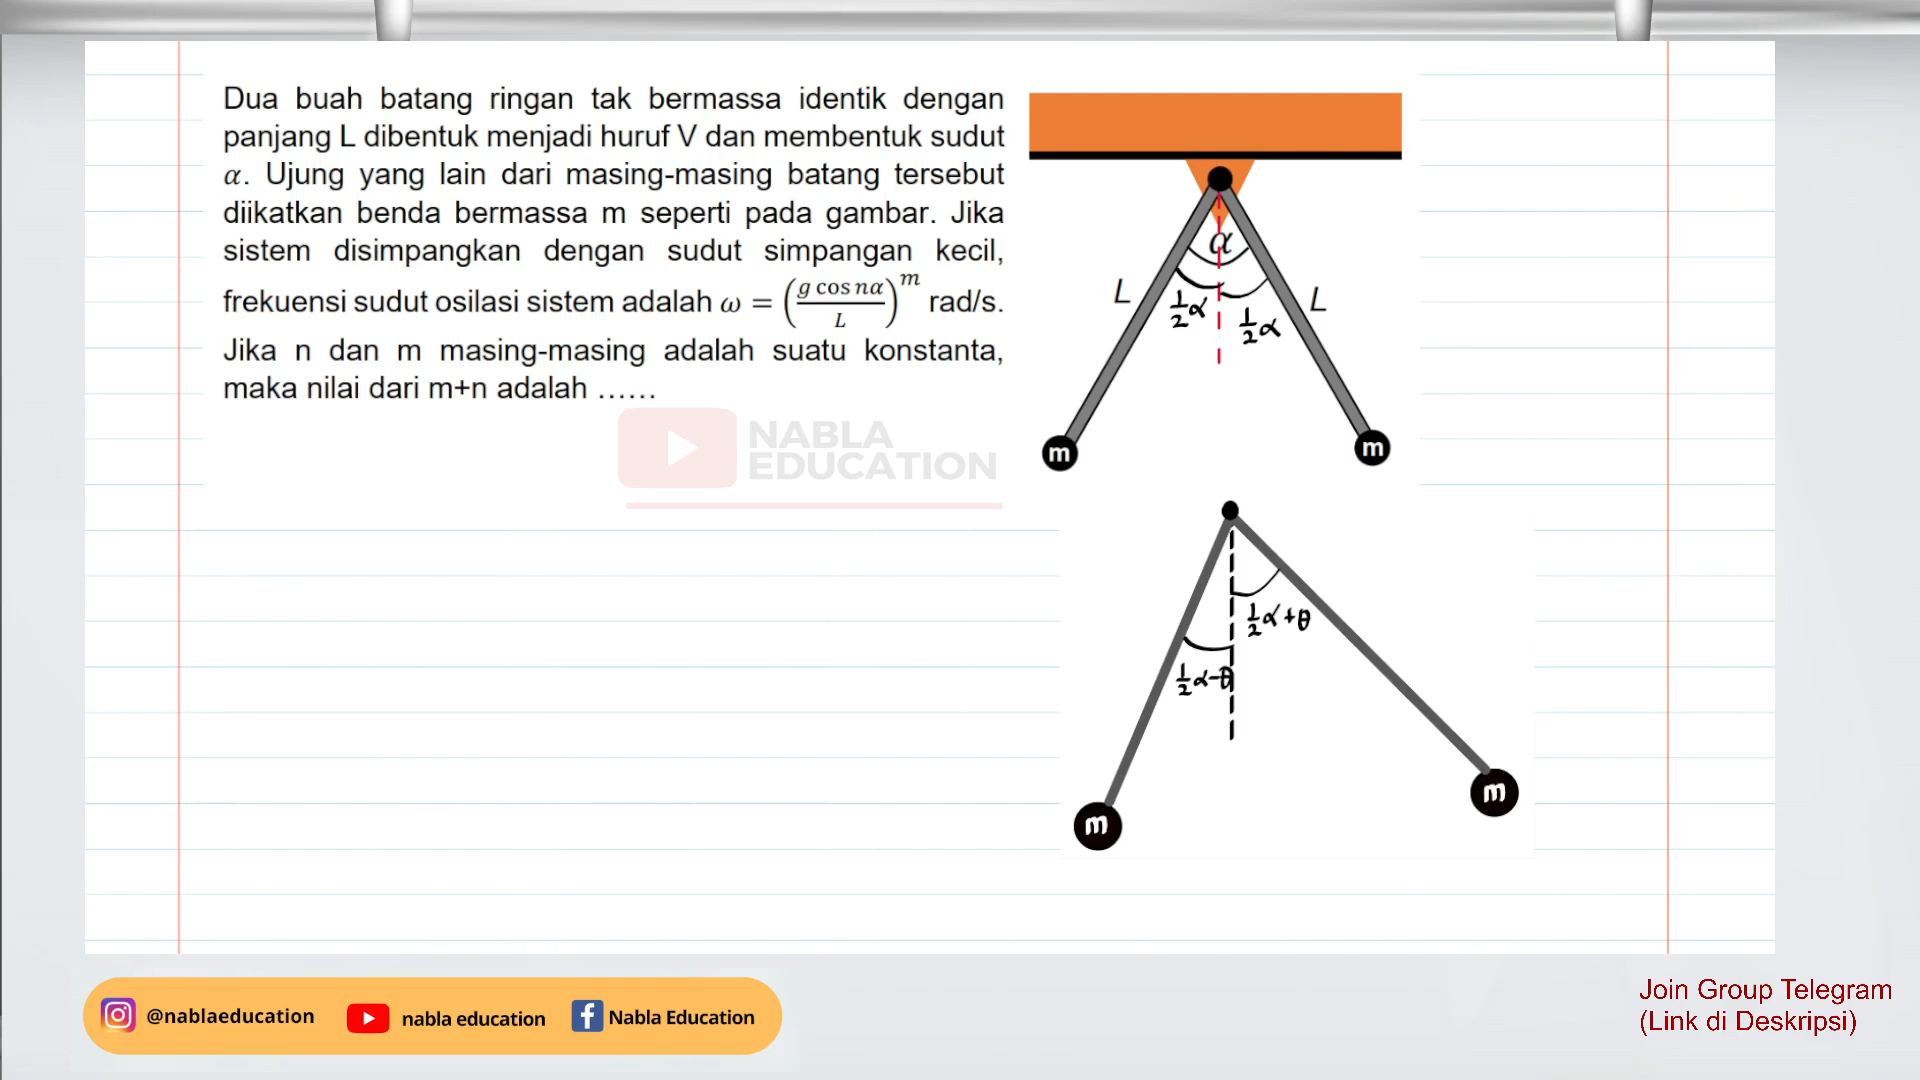 Dua buah batang ringan tak bermassa identik dengan
panjang L dibentuk menjadi huruf V dan membentuk sudut
α. Ujung yang lain dari masing-masing batang tersebut
diikatkan benda bermassa m seperti pada gambar. Jika
sistem disimpangkan dengan sudut simpangan kecil,
frekuensi sudut osilasi sistem adalah ω = (g cos nα / L)^m rad/s.
Jika n dan m masing-masing adalah suatu konstanta,
maka nilai dari m+n adalah ……
NABLA
EDUCATION
α
L
½α
½α
L
m
m
½α+θ
½α-θ
m
m
@nablaeducation
nabla education
Nabla Education
Join Group Telegram
(Link di Deskripsi)